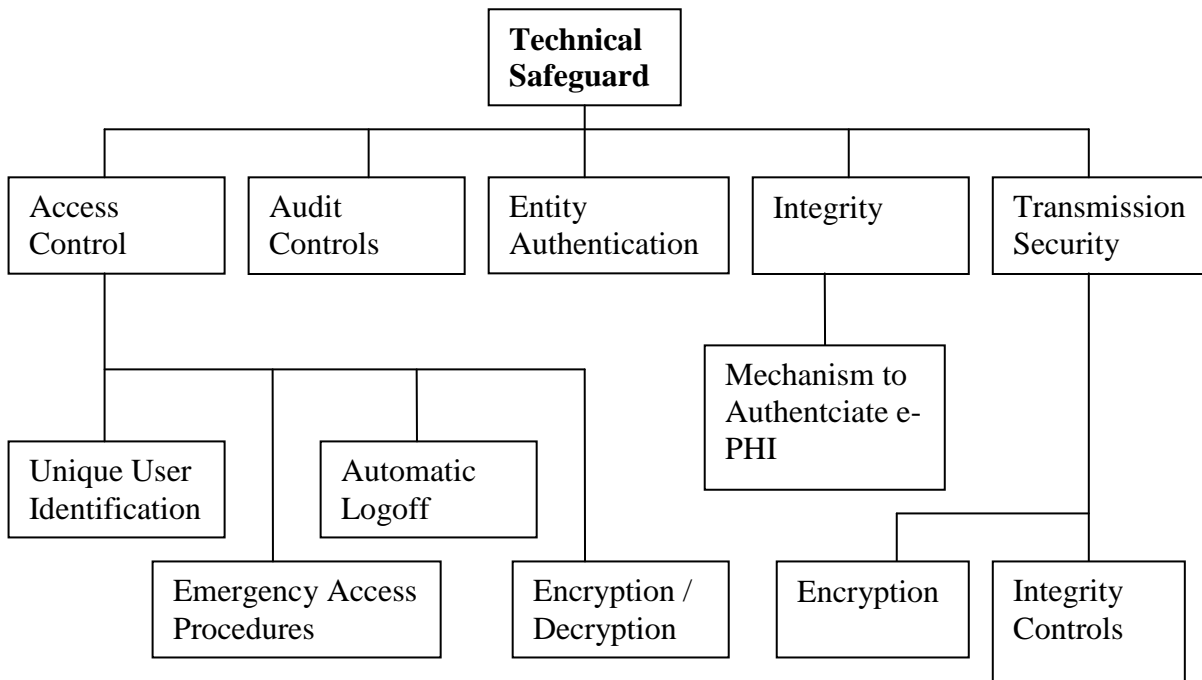 Technical
Safeguard
Access
Control
Audit
Controls
Entity
Authentication
Integrity
Transmission
Security
Mechanism to
Authentciate e-
PHI
Unique User
Identification
Automatic
Logoff
Emergency Access
Procedures
Encryption /
Decryption
Encryption
Integrity
Controls